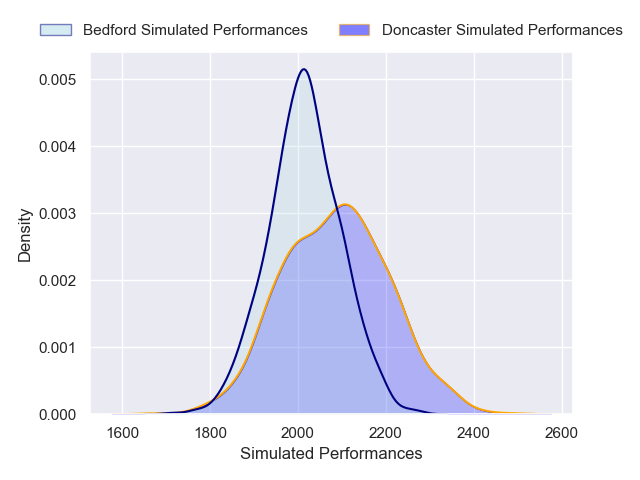 Bedford Simulated Performances Doncaster Simulated Performances
0.005
0.004
0.003
0.002
0.001
0.000
Density
1600 1800 2000 2200 2400 2600
Simulated Performances